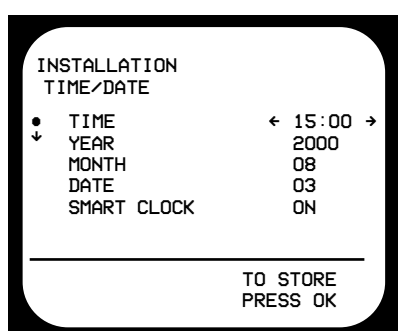 INSTALLATION
TIME/DATE
● TIME ← 15:00 →
↓ YEAR 2000
MONTH 08
DATE 03
SMART CLOCK ON
TO STORE
PRESS OK